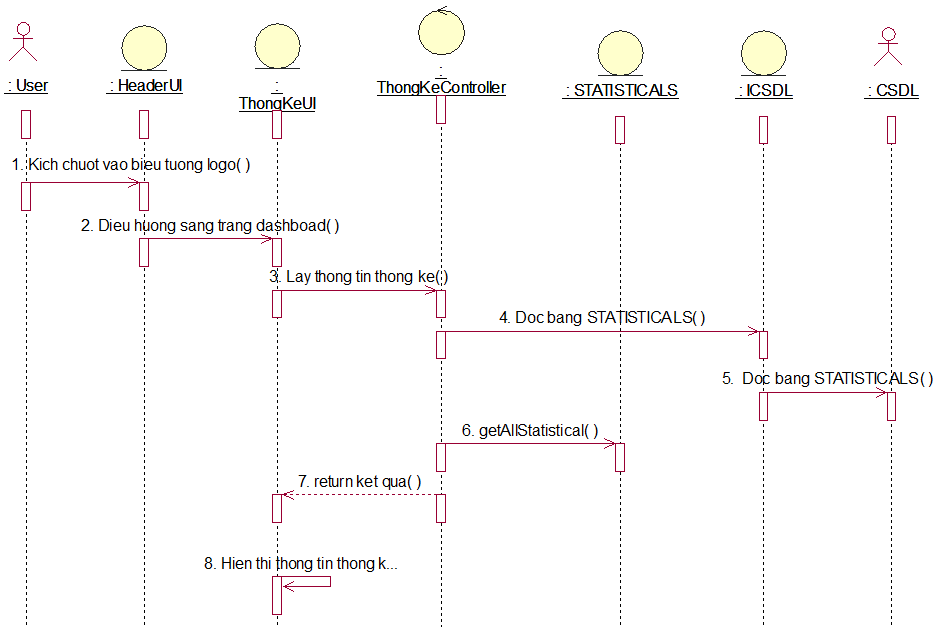 : User
: HeaderUI
:
ThongKeUI
:
ThongKeController
: STATISTICALS
: ICSDL
: CSDL
1. Kich chuot vao bieu tuong logo( )
2. Dieu huong sang trang dashboad( )
3. Lay thong tin thong ke( )
4. Doc bang STATISTICALS( )
5. Doc bang STATISTICALS( )
6. getAllStatistical( )
7. return ket qua( )
8. Hien thi thong tin thong k...